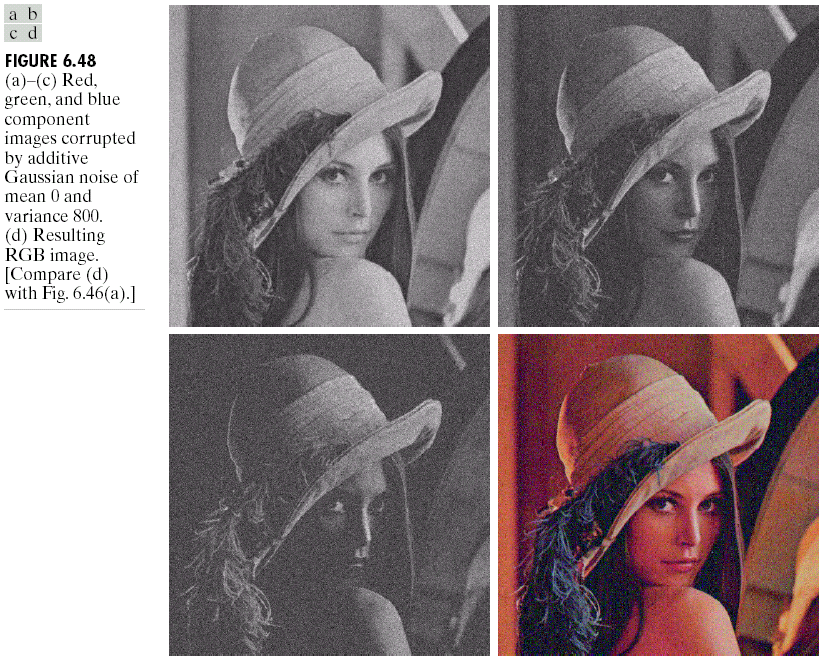 a b
c d
FIGURE 6.48
(a)–(c) Red,
green, and blue
component
images corrupted
by additive
Gaussian noise of
mean 0 and
variance 800.
(d) Resulting
RGB image.
[Compare (d)
with Fig. 6.46(a).]